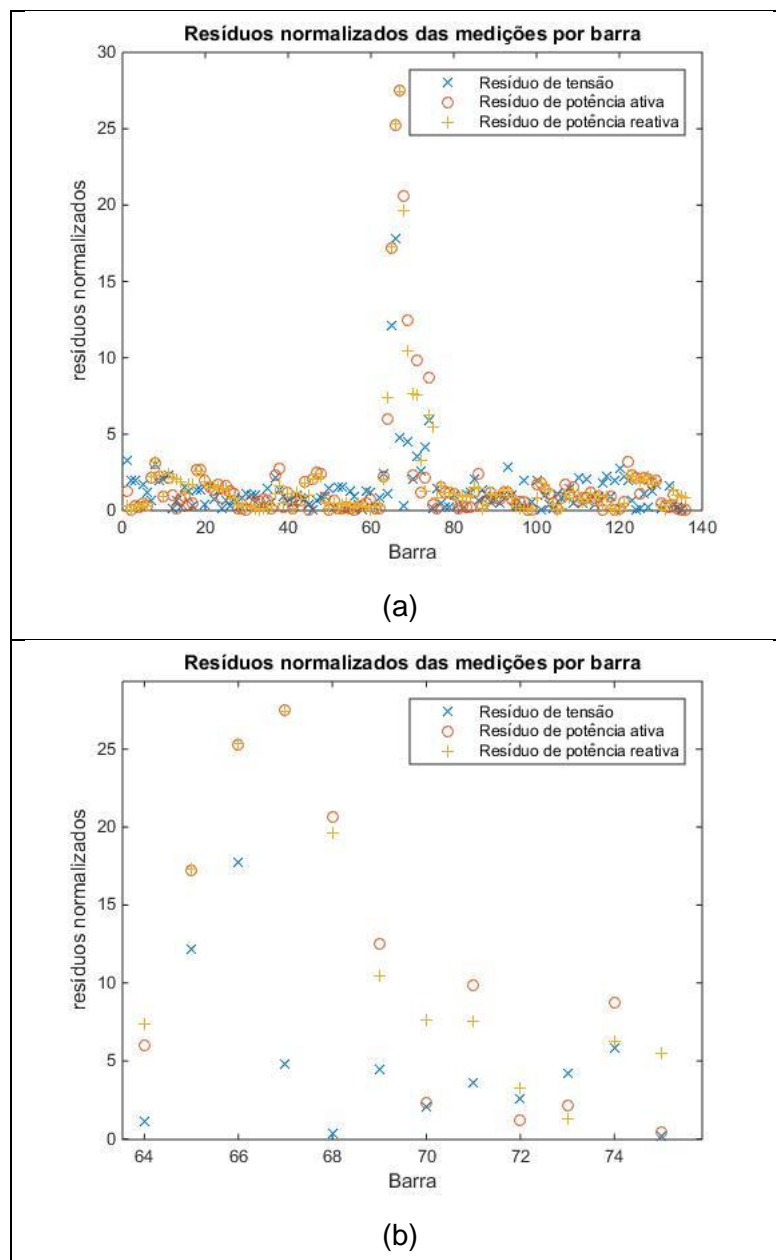 Resíduos normalizados das medições por barra
30
25
20
15
10
5
0
resíduos normalizados
Resíduo de tensão
Resíduo de potência ativa
Resíduo de potência reativa
0 20 40 60 80 100 120 140
Barra
(a)
Resíduos normalizados das medições por barra
25
20
15
10
5
0
resíduos normalizados
Resíduo de tensão
Resíduo de potência ativa
Resíduo de potência reativa
64 66 68 70 72 74
Barra
(b)